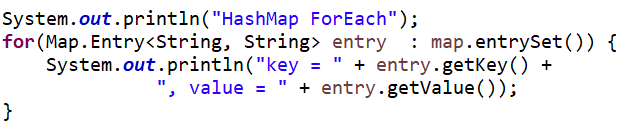 System.out.println("HashMap ForEach");
for(Map.Entry<String, String> entry  : map.entrySet()) {
     System.out.println("key = " + entry.getKey() +
               ", value = " + entry.getValue());
}